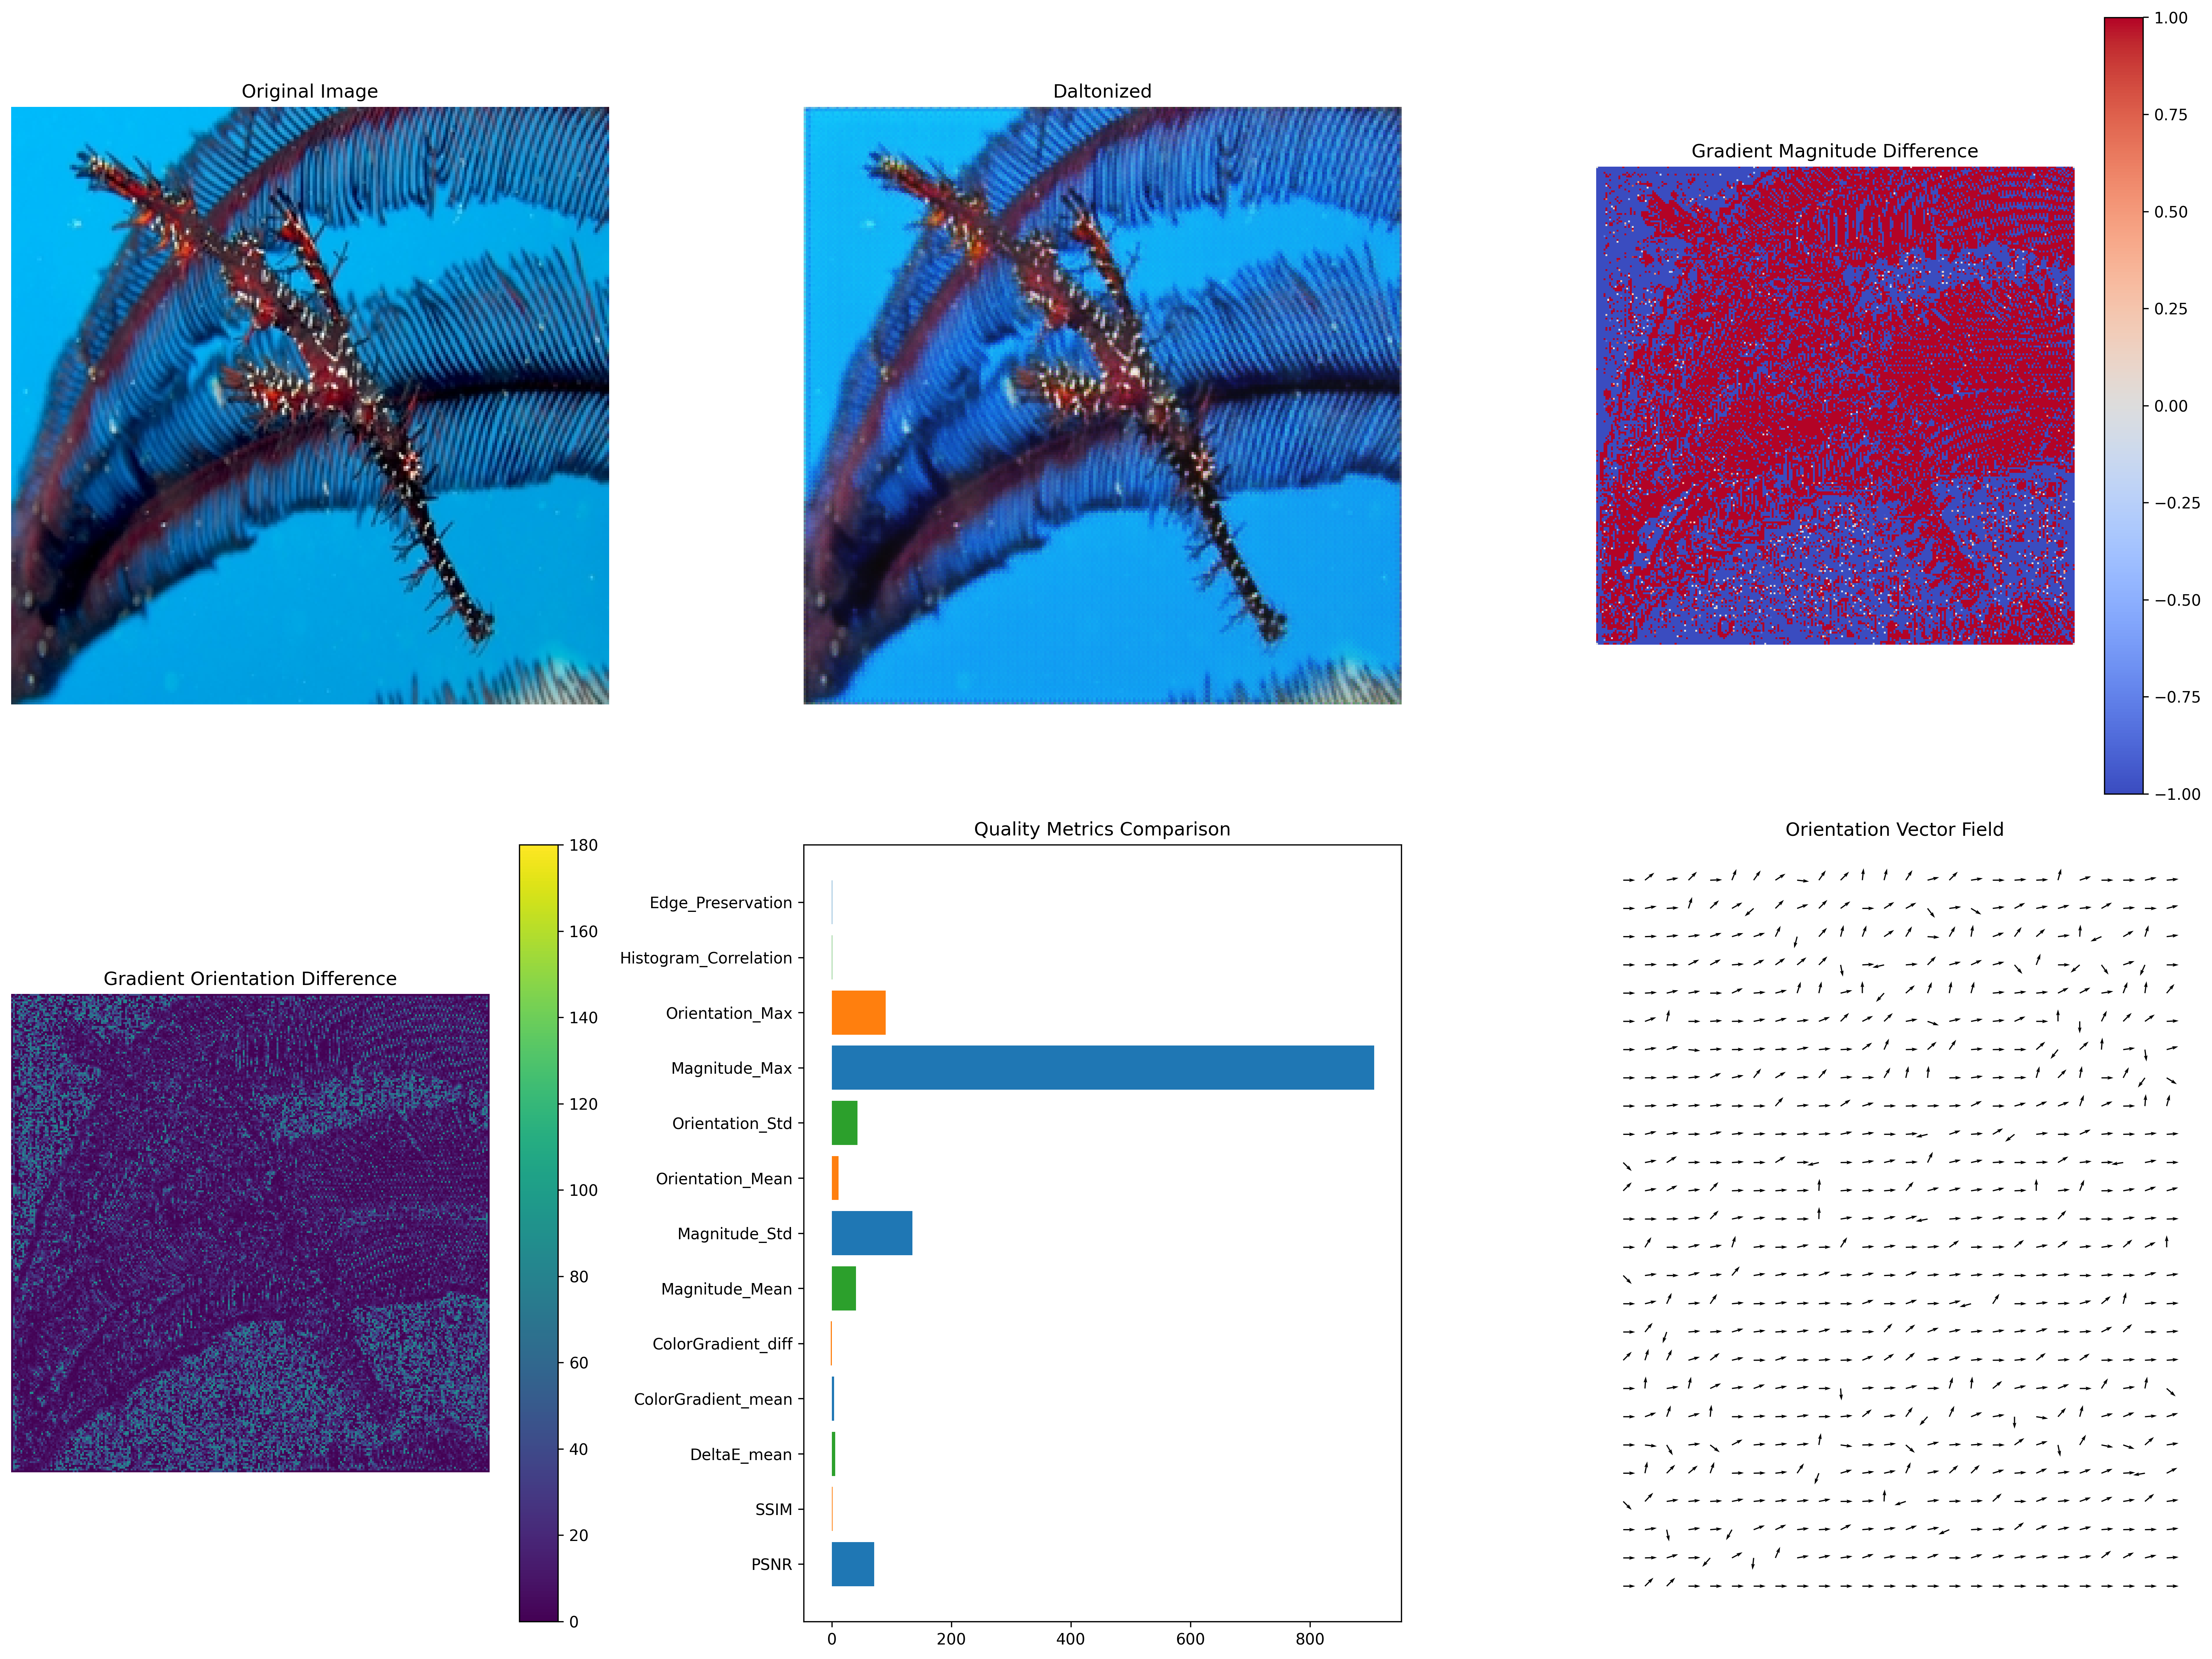 Original Image
Daltonized
Gradient Magnitude Difference
1.00
0.75
0.50
0.25
0.00
−0.25
−0.50
−0.75
−1.00
Gradient Orientation Difference
180
160
140
120
100
80
60
40
20
0
Quality Metrics Comparison
Edge_Preservation
Histogram_Correlation
Orientation_Max
Magnitude_Max
Orientation_Std
Orientation_Mean
Magnitude_Std
Magnitude_Mean
ColorGradient_diff
ColorGradient_mean
DeltaE_mean
SSIM
PSNR
0 200 400 600 800
Orientation Vector Field